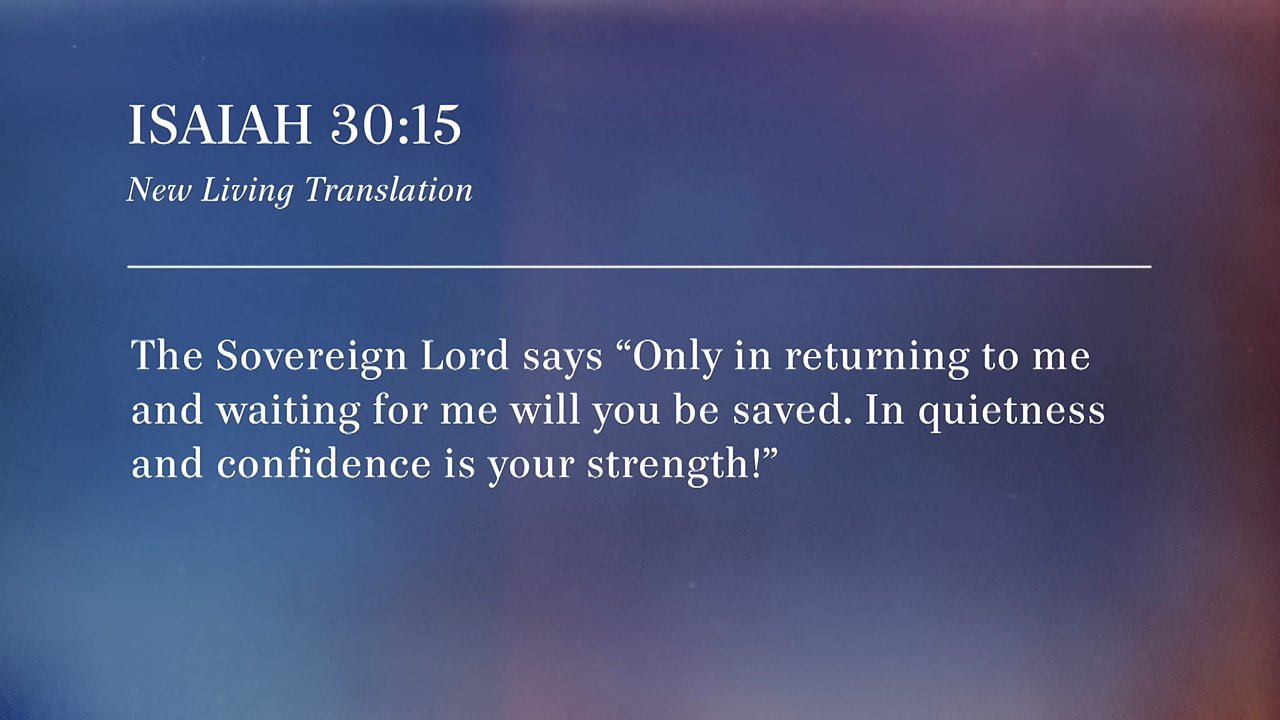 ISAIAH 30:15
New Living Translation
The Sovereign Lord says “Only in returning to me
and waiting for me will you be saved. In quietness
and confidence is your strength!”